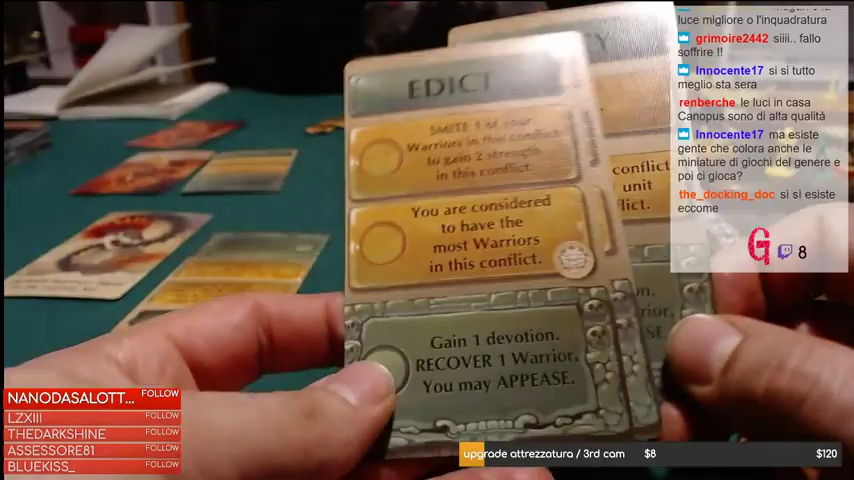 EDICT
SMITE 1 of your
Warriors in this conflict
to gain 2 strength
in this conflict.
You are considered
to have the
most Warriors
in this conflict.
Gain 1 devotion.
RECOVER 1 Warrior.
You may APPEASE.
conflict
unit
luce migliore o l'inquadratura
grimoire2442 siiii.. fallo
soffrire !!
Innocente17 si si tutto
meglio sta sera
renberche le luci in casa
Canopus sono di alta qualità
Innocente17 ma esiste
gente che colora anche le
miniature di giochi del genere e
poi ci gioca?
the_docking_doc sì sì esiste
eccome
G 8
NANODASALOTT... FOLLOW
LZXIII FOLLOW
THEDARKSHINE FOLLOW
ASSESSORE81 FOLLOW
BLUEKISS_ FOLLOW
upgrade attrezzatura / 3rd cam $8 $120